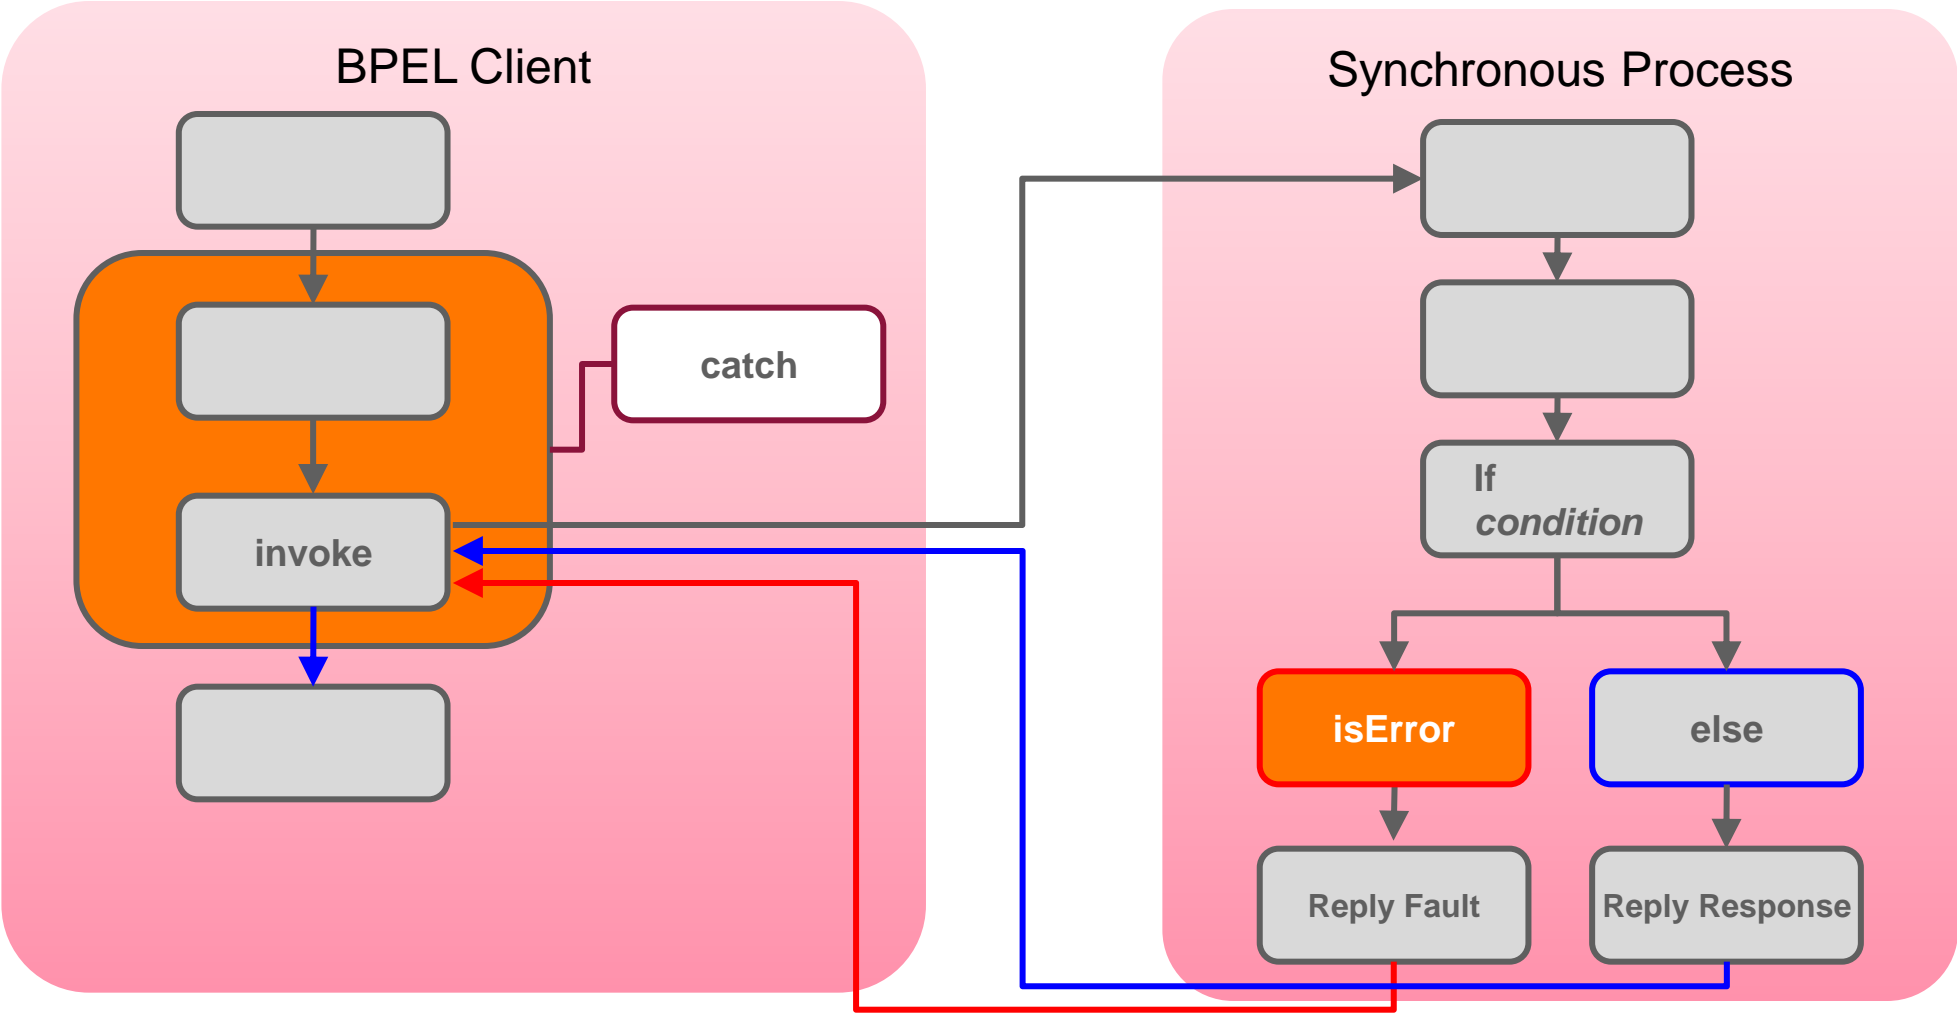 BPEL Client
catch
invoke
Synchronous Process
If
condition
isError
else
Reply Fault
Reply Response